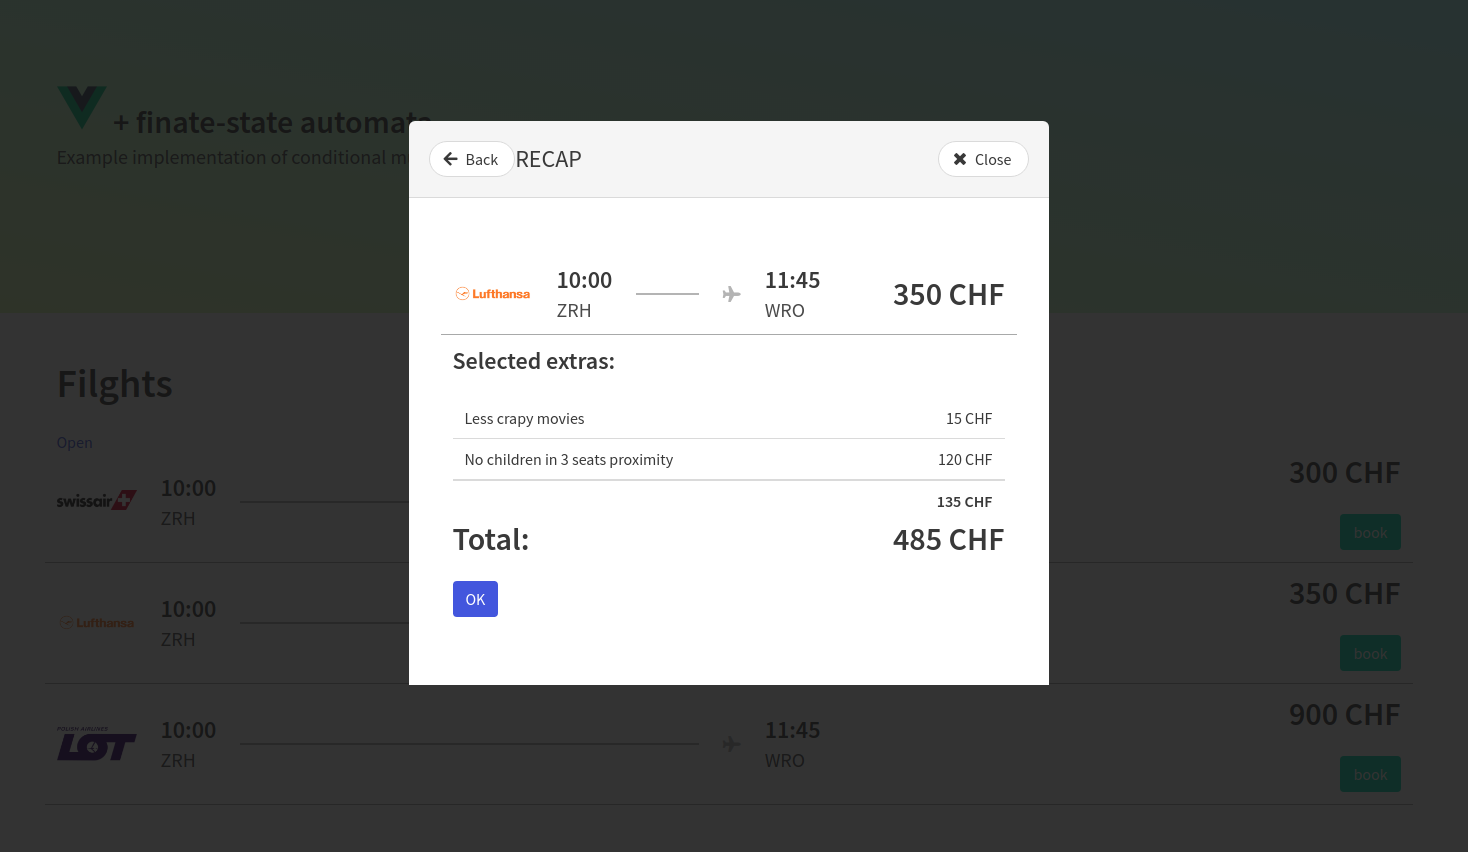 + finate-state automata
Example implementation of conditional m
Back RECAP Close
Lufthansa
10:00
ZRH
11:45
WRO
350 CHF
Selected extras:
Less crapy movies 15 CHF
No children in 3 seats proximity 120 CHF
135 CHF
Total: 485 CHF
OK
Filghts
Open
swissair
10:00
ZRH
300 CHF
book
Lufthansa
10:00
ZRH
350 CHF
book
POLISH AIRLINES
LOT
10:00
ZRH
11:45
WRO
900 CHF
book